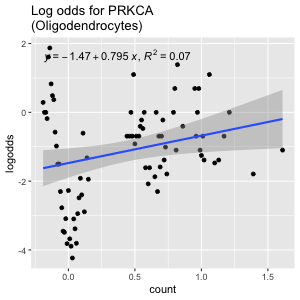 Log odds for PRKCA
(Oligodendrocytes)
y = −1.47 + 0.795 x, R² = 0.07
logodds
2
0
-2
-4
0.0 0.5 1.0 1.5
count